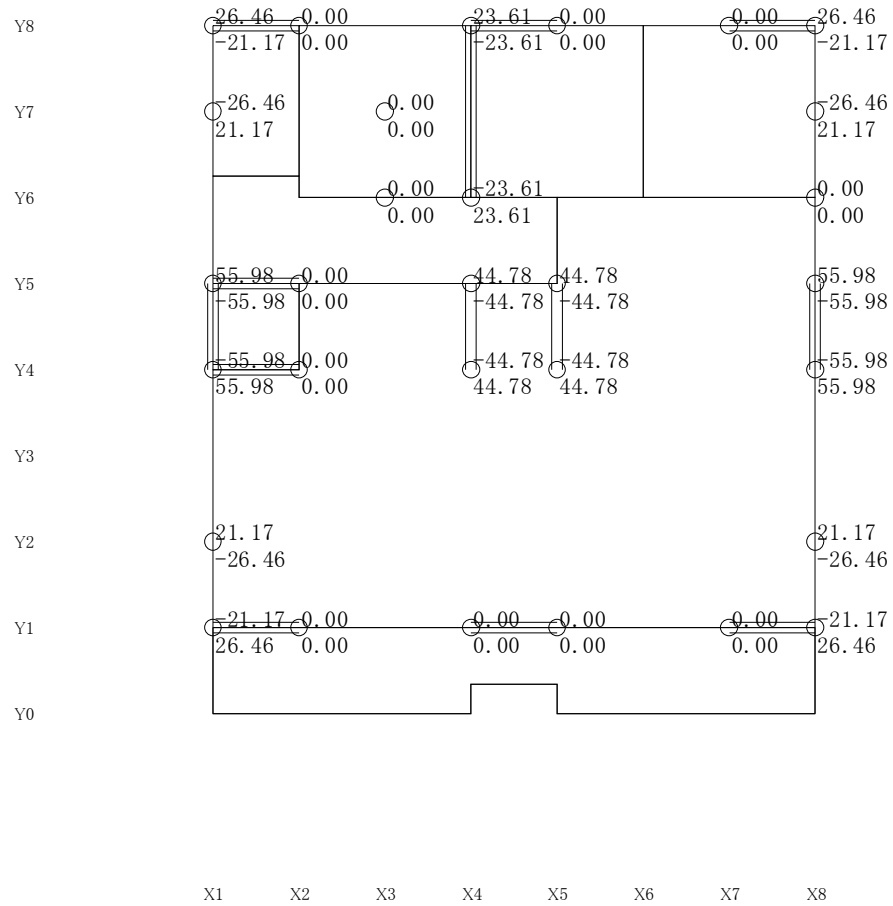 Y8 26.46 0.00 23.61 0.00 0.00 26.46
-21.17 0.00 -23.61 0.00 0.00 -21.17
Y7 -26.46 0.00 -26.46
21.17 0.00 21.17
Y6 0.00 -23.61 0.00
0.00 23.61 0.00
Y5 55.98 0.00 44.78 44.78 55.98
-55.98 0.00 -44.78 -44.78 -55.98
Y4 -55.98 0.00 -44.78 -44.78 -55.98
55.98 0.00 44.78 44.78 55.98
Y3
Y2 21.17 21.17
-26.46 -26.46
Y1 -21.17 0.00 0.00 0.00 0.00 -21.17
26.46 0.00 0.00 0.00 0.00 26.46
Y0
X1 X2 X3 X4 X5 X6 X7 X8